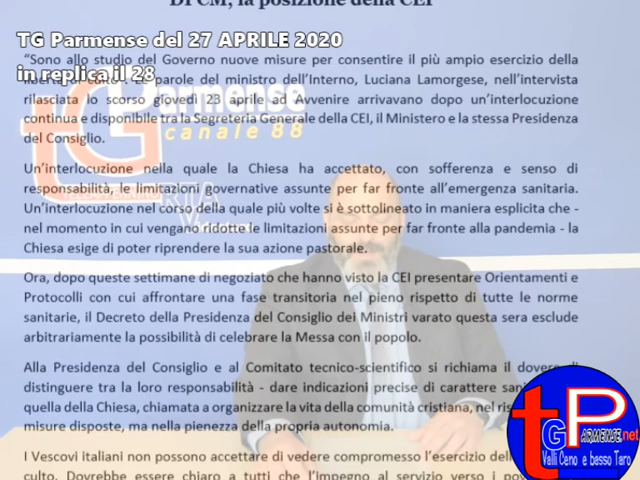 DPCM, la posizione della CEI
TG Parmense del 27 APRILE 2020
"Sono allo studio del Governo nuove misure per consentire il più ampio esercizio della
in replica il 28
libertà di culto". Le parole del ministro dell'Interno, Luciana Lamorgese, nell'intervista
rilasciata lo scorso giovedì 23 aprile ad Avvenire arrivavano dopo un'interlocuzione
continua e disponibile tra la Segreteria Generale della CEI, il Ministero e la stessa Presidenza
del Consiglio.
tG Parmense
canale 88
Un'interlocuzione nella quale la Chiesa ha accettato, con sofferenza e senso di
responsabilità, le limitazioni governative assunte per far fronte all'emergenza sanitaria.
Un'interlocuzione nel corso della quale più volte si è sottolineato in maniera esplicita che -
nel momento in cui vengano ridotte le limitazioni assunte per far fronte alla pandemia - la
Chiesa esige di poter riprendere la sua azione pastorale.
Ora, dopo queste settimane di negoziato che hanno visto la CEI presentare Orientamenti e
Protocolli con cui affrontare una fase transitoria nel pieno rispetto di tutte le norme
sanitarie, il Decreto della Presidenza del Consiglio dei Ministri varato questa sera esclude
arbitrariamente la possibilità di celebrare la Messa con il popolo.
Alla Presidenza del Consiglio e al Comitato tecnico-scientifico si richiama il dovere di
distinguere tra la loro responsabilità - dare indicazioni precise di carattere
quella della Chiesa, chiamata a organizzare la vita della comunità cristiana, nel
misure disposte, ma nella pienezza della propria autonomia.
I Vescovi italiani non possono accettare di vedere compromesso l'esercizio
culto. Dovrebbe essere chiaro a tutti che l'impegno al servizio verso i
tGP
ARMENSE.net
Valli Ceno e basso Taro